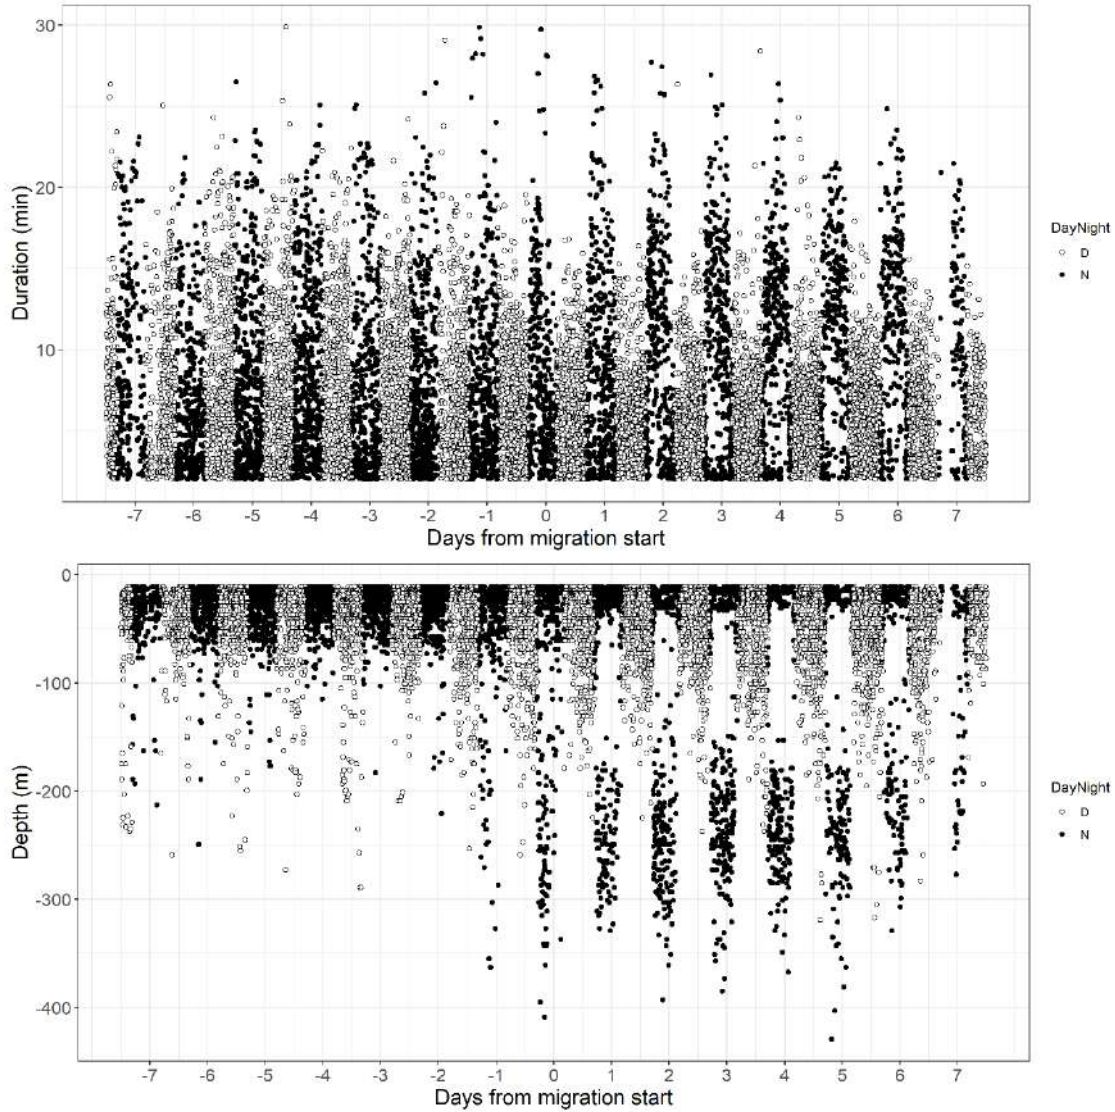 30
20
10
Duration (min)
-7 -6 -5 -4 -3 -2 -1 0 1 2 3 4 5 6 7
Days from migration start
DayNight
D
N
0
-100
-200
-300
-400
Depth (m)
-7 -6 -5 -4 -3 -2 -1 0 1 2 3 4 5 6 7
Days from migration start
DayNight
D
N